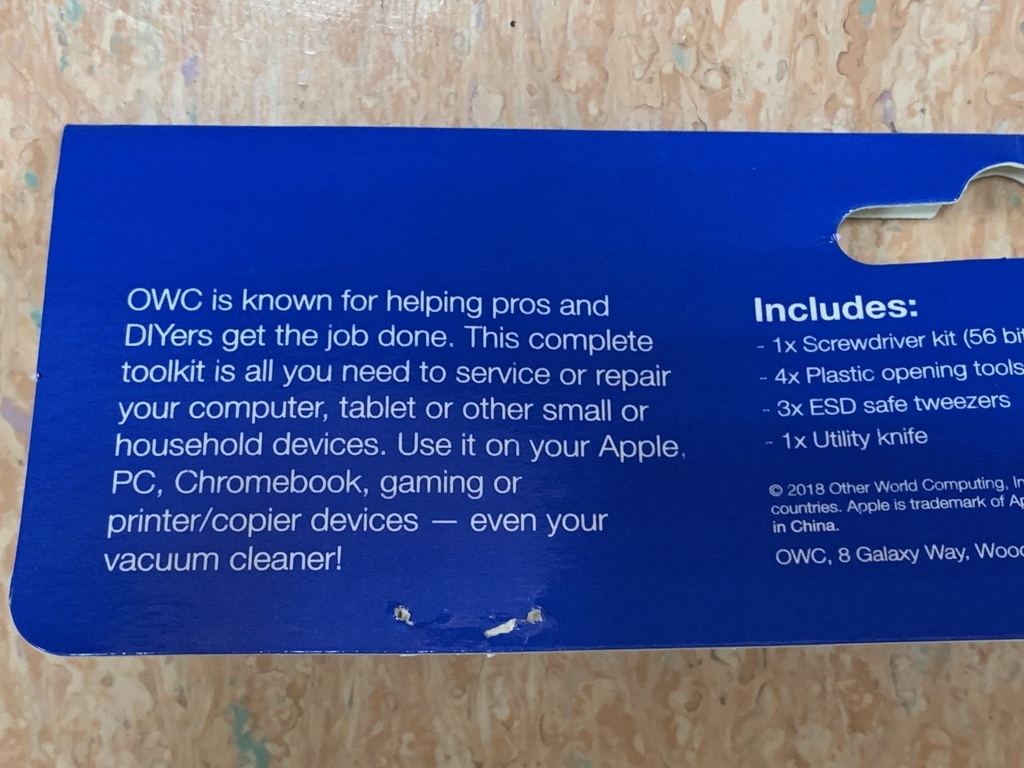 OWC is known for helping pros and
DIYers get the job done. This complete
toolkit is all you need to service or repair
your computer, tablet or other small or
household devices. Use it on your Apple,
PC, Chromebook, gaming or
printer/copier devices — even your
vacuum cleaner!
Includes:
- 1x Screwdriver kit (56 bit
- 4x Plastic opening tools
- 3x ESD safe tweezers
- 1x Utility knife
© 2018 Other World Computing,
countries. Apple is trademark of
in China.
OWC, 8 Galaxy Way,